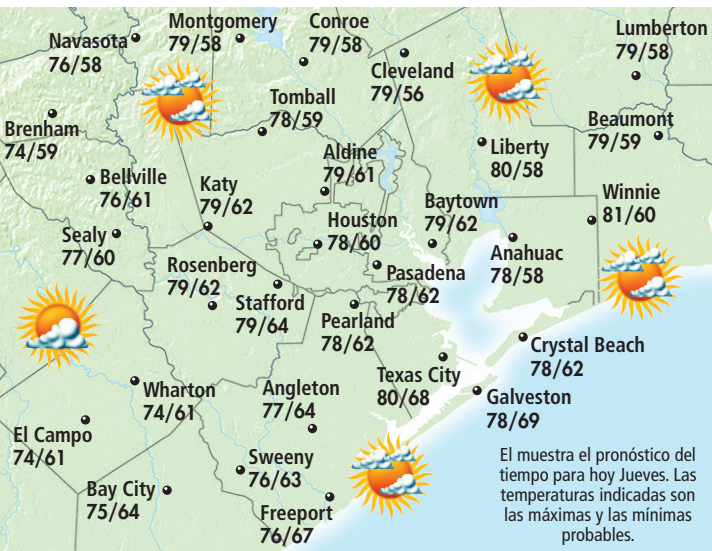 Montgomery
79/58
Conroe
79/58
Lumberton
79/58
Navasota
76/58
Cleveland
79/56
Tomball
78/59
Beaumont
79/59
Brenham
74/59
Liberty
80/58
Aldine
79/61
Bellville
76/61
Katy
79/62
Baytown
79/62
Winnie
81/60
Houston
78/60
Sealy
77/60
Anahuac
78/58
Rosenberg
79/62
Pasadena
78/62
Stafford
79/64
Pearland
78/62
Crystal Beach
78/62
Texas City
80/68
Wharton
74/61
Angleton
77/64
Galveston
78/69
El Campo
74/61
Sweeny
76/63
Bay City
75/64
Freeport
76/67
El muestra el pronóstico del
tiempo para hoy Jueves. Las
temperaturas indicadas son
las máximas y las mínimas
probables.